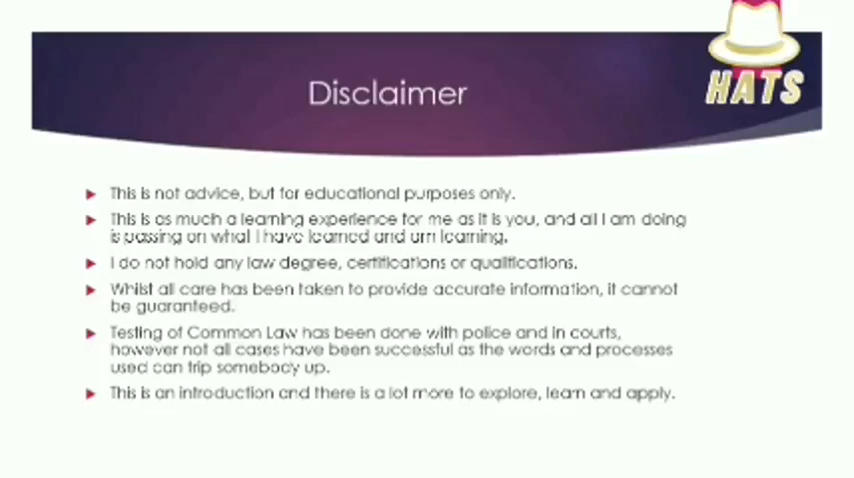 HATS
Disclaimer
This is not advice, but for educational purposes only.
This is as much a learning experience for me as it is you, and all I am doing
is passing on what I have learned and am learning.
I do not hold any law degree, certifications or qualifications.
Whilst all care has been taken to provide accurate information, it cannot
be guaranteed.
Testing of Common Law has been done with police and in courts,
however not all cases have been successful as the words and processes
used can trip somebody up.
This is an introduction and there is a lot more to explore, learn and apply.